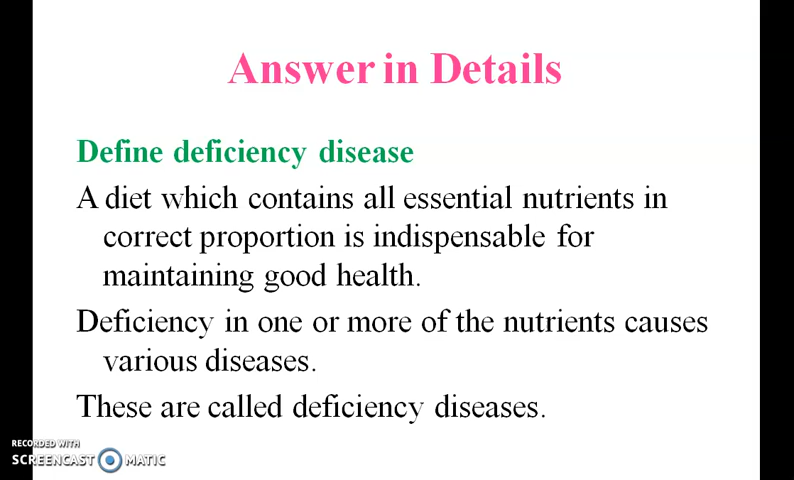 Answer in Details
Define deficiency disease
A diet which contains all essential nutrients in
correct proportion is indispensable for
maintaining good health.
Deficiency in one or more of the nutrients causes
various diseases.
These are called deficiency diseases.
RECORDED WITH
SCREENCAST MATIC